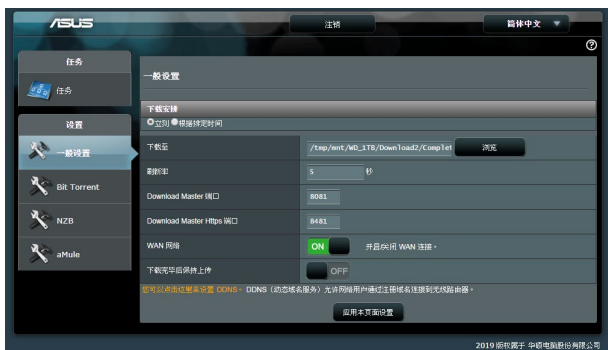 ASUS
注销
简体中文
任务
任务
设置
一般设置
Bit Torrent
NZB
aMule
一般设置
下载安排
立刻 根据排定时间
下载至 /tmp/mnt/WD_1TB/Download2/Complet 浏览
刷新率 5 秒
Download Master 端口 8081
Download Master Https 端口 8481
WAN 网络 ON 开启/关闭 WAN 连接。
下载完毕后保持上传 OFF
您可以点击这里来设置 DDNS。 DDNS（动态域名服务）允许网络用户通过注册域名连接到无线路由器。
应用本页面设置
2019 版权属于 华硕电脑股份有限公司